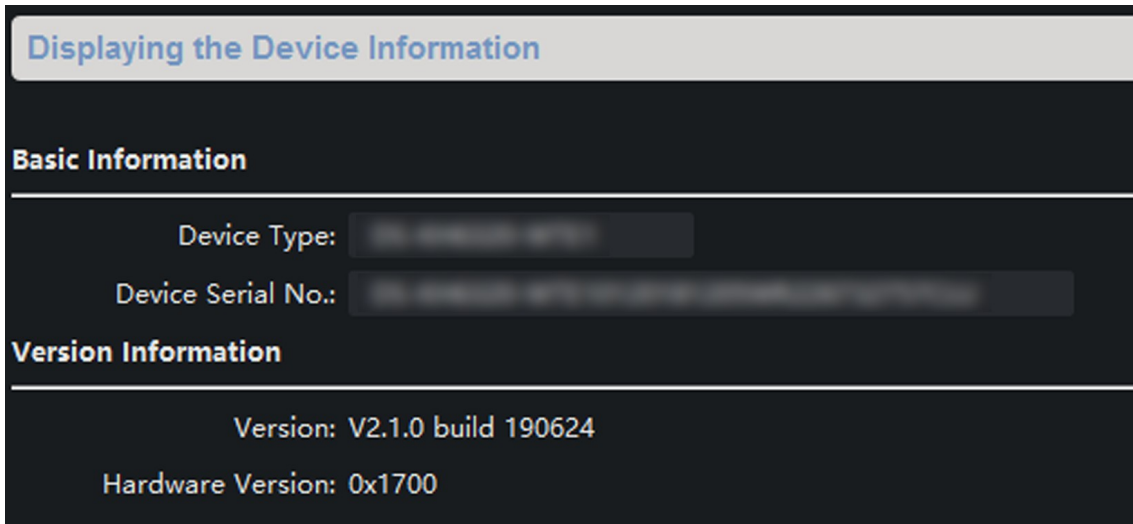 Displaying the Device Information
Basic Information
Device Type:
Device Serial No.:
Version Information
Version: V2.1.0 build 190624
Hardware Version: 0x1700